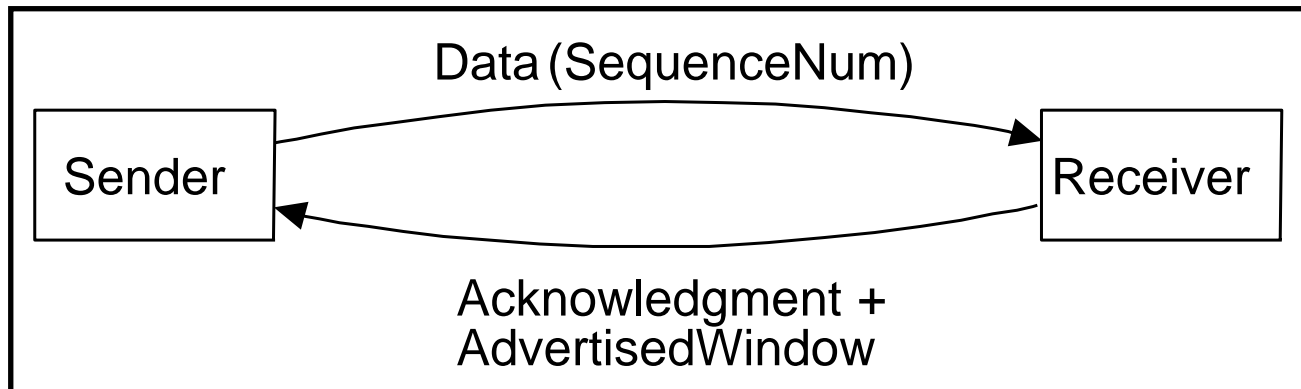 Data (SequenceNum)
Sender
Receiver
Acknowledgment +
AdvertisedWindow